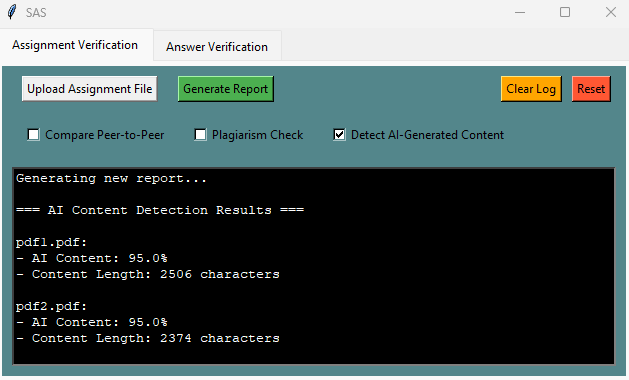 SAS
Assignment Verification
Answer Verification
Upload Assignment File
Generate Report
Clear Log
Reset
Compare Peer-to-Peer
Plagiarism Check
Detect AI-Generated Content
Generating new report...
=== AI Content Detection Results ===
pdf1.pdf:
- AI Content: 95.0%
- Content Length: 2506 characters
pdf2.pdf:
- AI Content: 95.0%
- Content Length: 2374 characters